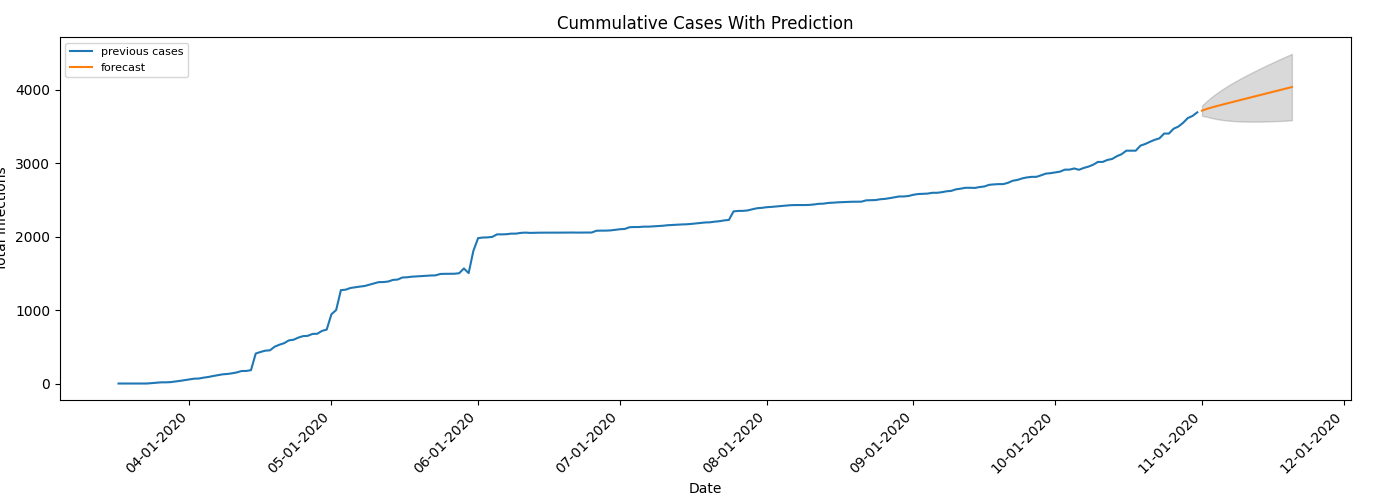 Cummulative Cases With Prediction
previous cases
forecast
4000
3000
2000
1000
0
Total Infections
04-01-2020
05-01-2020
06-01-2020
07-01-2020
08-01-2020
09-01-2020
10-01-2020
11-01-2020
12-01-2020
Date